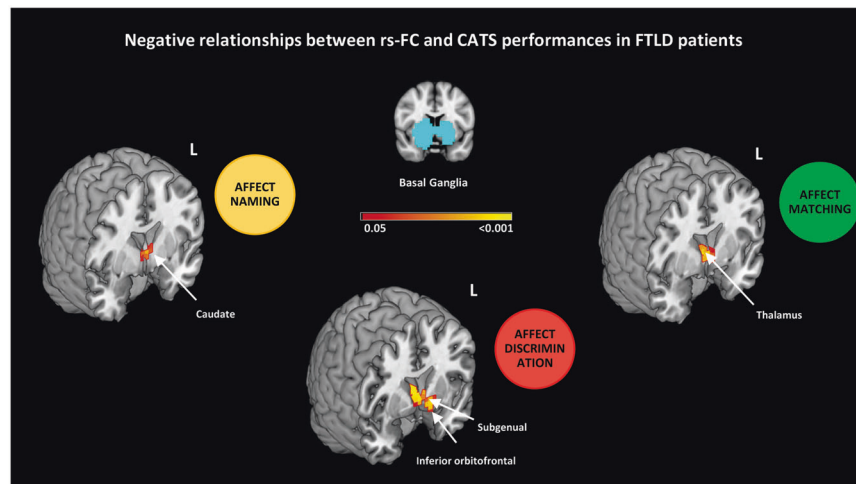 Negative relationships between rs-FC and CATS performances in FTLD patients
L
AFFECT
NAMING
Caudate
Basal Ganglia
0.05
<0.001
L
AFFECT
MATCHING
Thalamus
L
AFFECT
DISCRIMIN
ATION
Subgenual
Inferior orbitofrontal